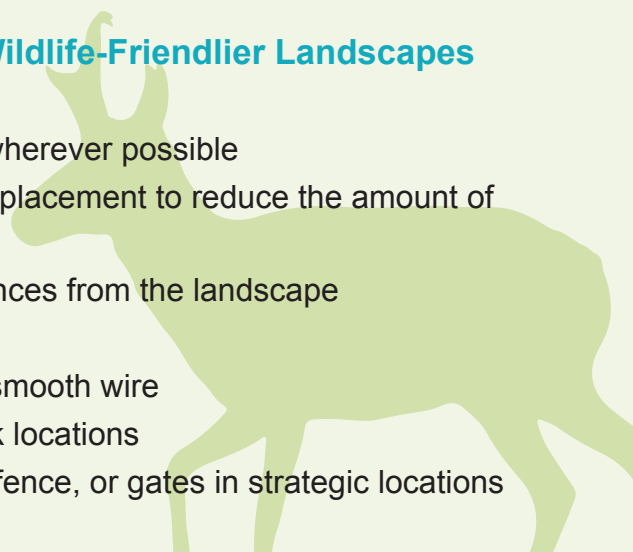 Wildlife-Friendlier Landscapes
wherever possible
placement to reduce the amount of
nces from the landscape
smooth wire
k locations
fence, or gates in strategic locations